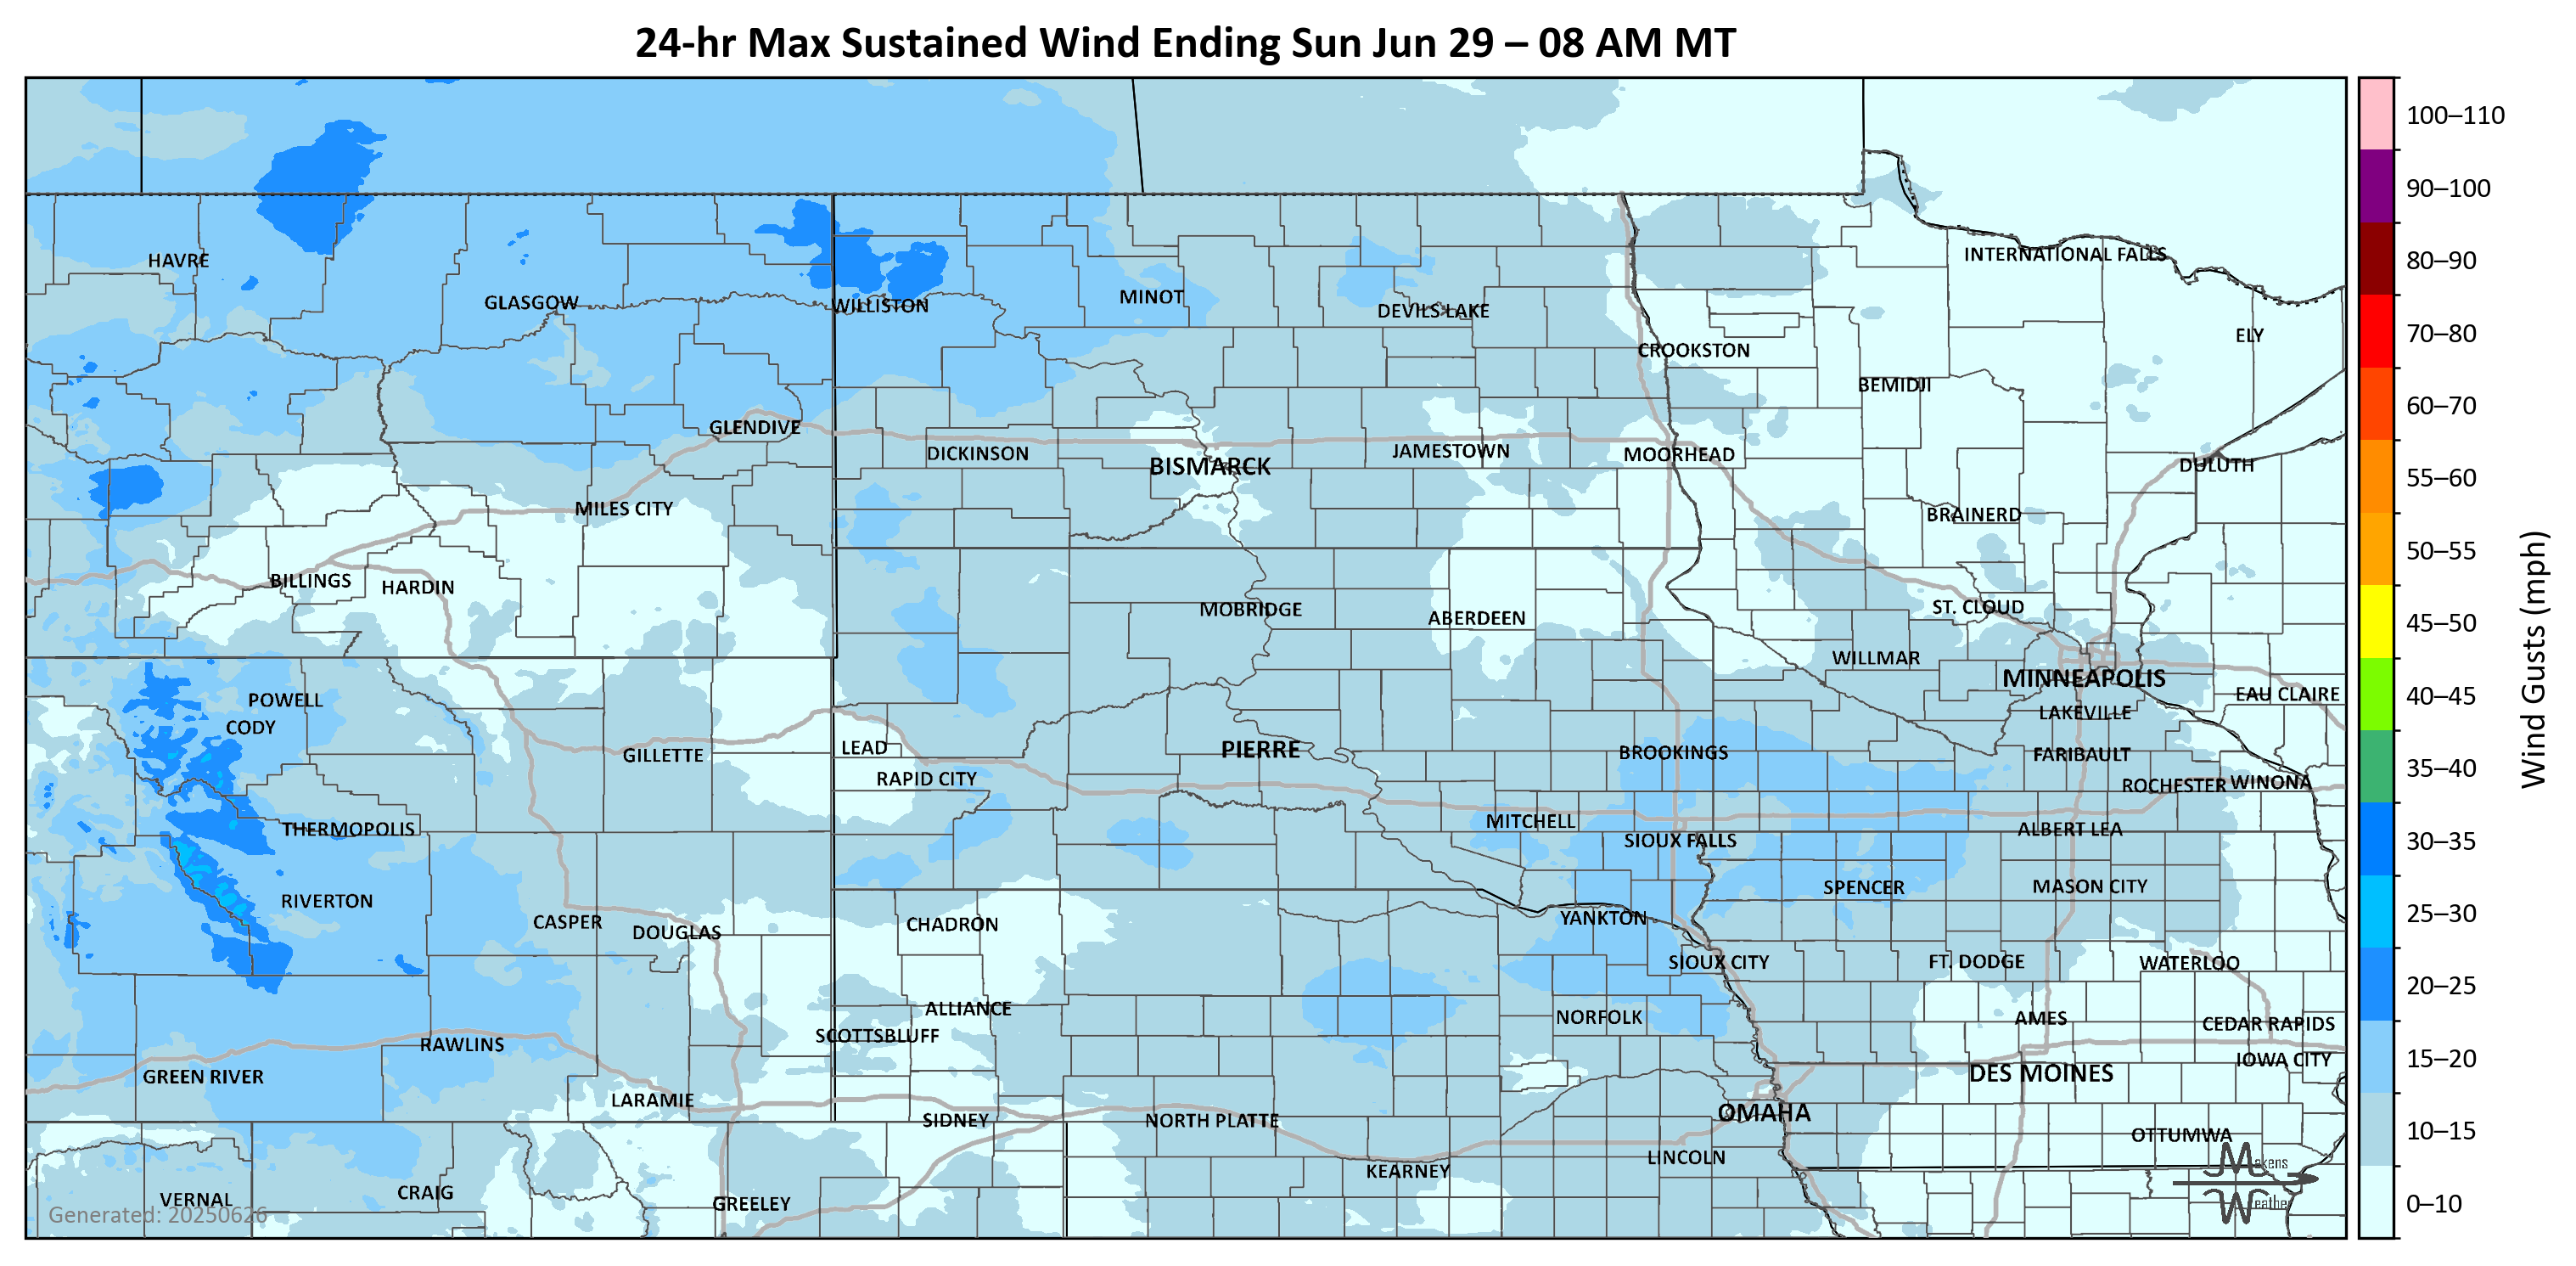 24-hr Max Sustained Wind Ending Sun Jun 29 – 08 AM MT
100–110
90–100
80–90
70–80
60–70
55–60
50–55
45–50
40–45
35–40
30–35
25–30
20–25
15–20
10–15
0–10
Wind Gusts (mph)
HAVRE
GLASGOW
WILLISTON
MINOT
DEVILS LAKE
CROOKSTON
INTERNATIONAL FALLS
ELY
BEMIDJI
GLENDIVE
DICKINSON
BISMARCK
JAMESTOWN
MOORHEAD
DULUTH
MILES CITY
BRAINERD
BILLINGS
HARDIN
MOBRIDGE
ABERDEEN
ST. CLOUD
WILLMAR
MINNEAPOLIS
EAU CLAIRE
POWELL
CODY
LAKEVILLE
GILLETTE
LEAD
PIERRE
BROOKINGS
FARIBAULT
RAPID CITY
ROCHESTER
WINONA
THERMOPOLIS
MITCHELL
SIOUX FALLS
ALBERT LEA
RIVERTON
SPENCER
MASON CITY
CASPER
DOUGLAS
CHADRON
YANKTON
SIOUX CITY
FT. DODGE
WATERLOO
ALLIANCE
SCOTTSBLUFF
NORFOLK
AMES
CEDAR RAPIDS
RAWLINS
IOWA CITY
GREEN RIVER
DES MOINES
LARAMIE
SIDNEY
NORTH PLATTE
OMAHA
OTTUMWA
LINCOLN
KEARNEY
VERNAL
CRAIG
GREELEY
Generated: 20250626
Makens
Weather